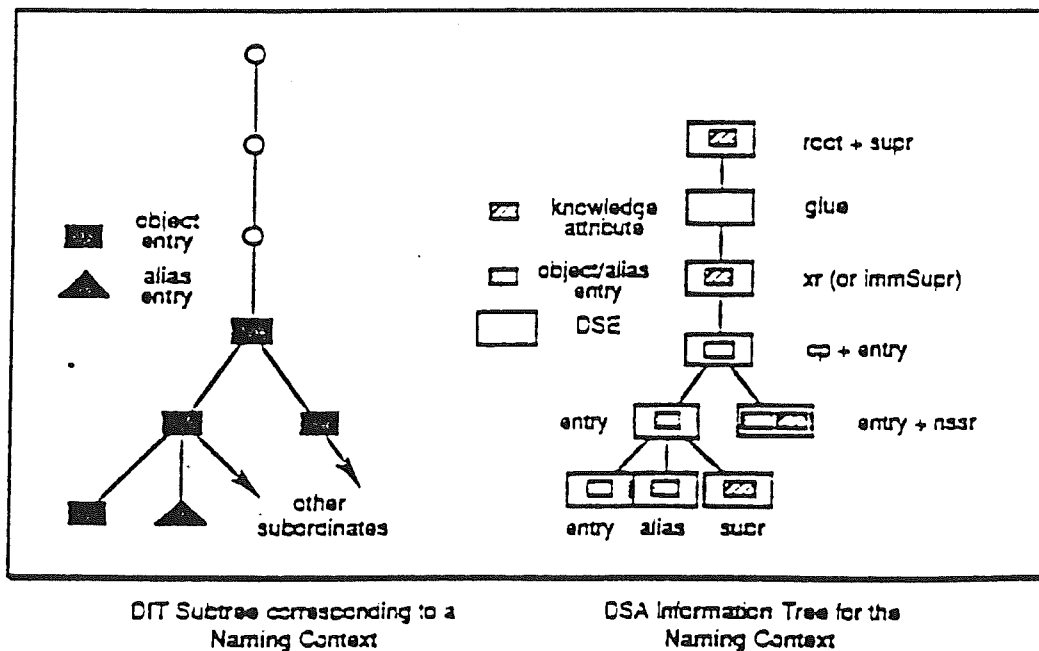 root + supr
glue
object
entry
knowledge
attribute
alias
entry
object/alias
entry
xr (or immSupr)
DSE
cp + entry
entry
entry + nssr
other
subordinates
entry
alias
subr
DIT Subtree corresponding to a
Naming Context
DSA Information Tree for the
Naming Context